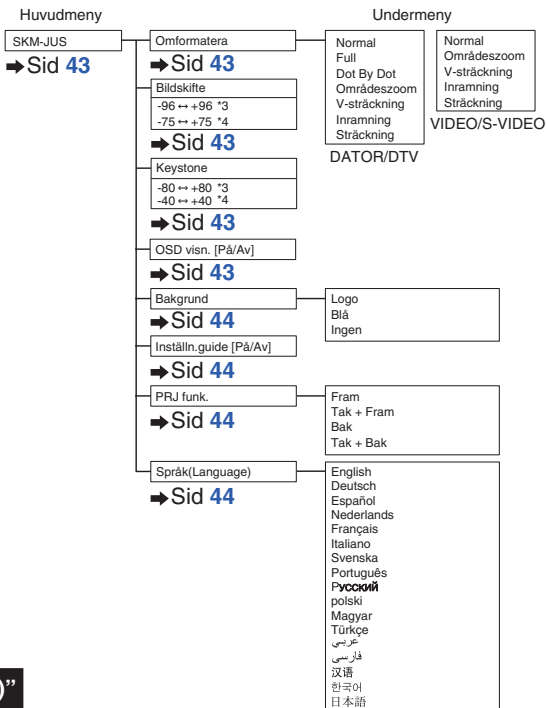 Huvudmeny
Undermeny
SKM-JUS
➡Sid 43
Omformatera
➡Sid 43
Normal
Full
Dot By Dot
Områdeszoom
V-sträckning
Inramning
Sträckning
DATOR/DTV
Normal
Områdeszoom
V-sträckning
Inramning
Sträckning
VIDEO/S-VIDEO
Bildskifte
-96 ↔ +96 *3
-75 ↔ +75 *4
➡Sid 43
Keystone
-80 ↔ +80 *3
-40 ↔ +40 *4
➡Sid 43
OSD visn. [På/Av]
➡Sid 43
Bakgrund
➡Sid 44
Logo
Blå
Ingen
Inställn.guide [På/Av]
➡Sid 44
PRJ funk.
➡Sid 44
Fram
Tak + Fram
Bak
Tak + Bak
Språk(Language)
➡Sid 44
English
Deutsch
Español
Nederlands
Français
Italiano
Svenska
Português
Русский
polski
Magyar
Türkçe
عربي
فارسی
汉语
한국어
日本語
)”